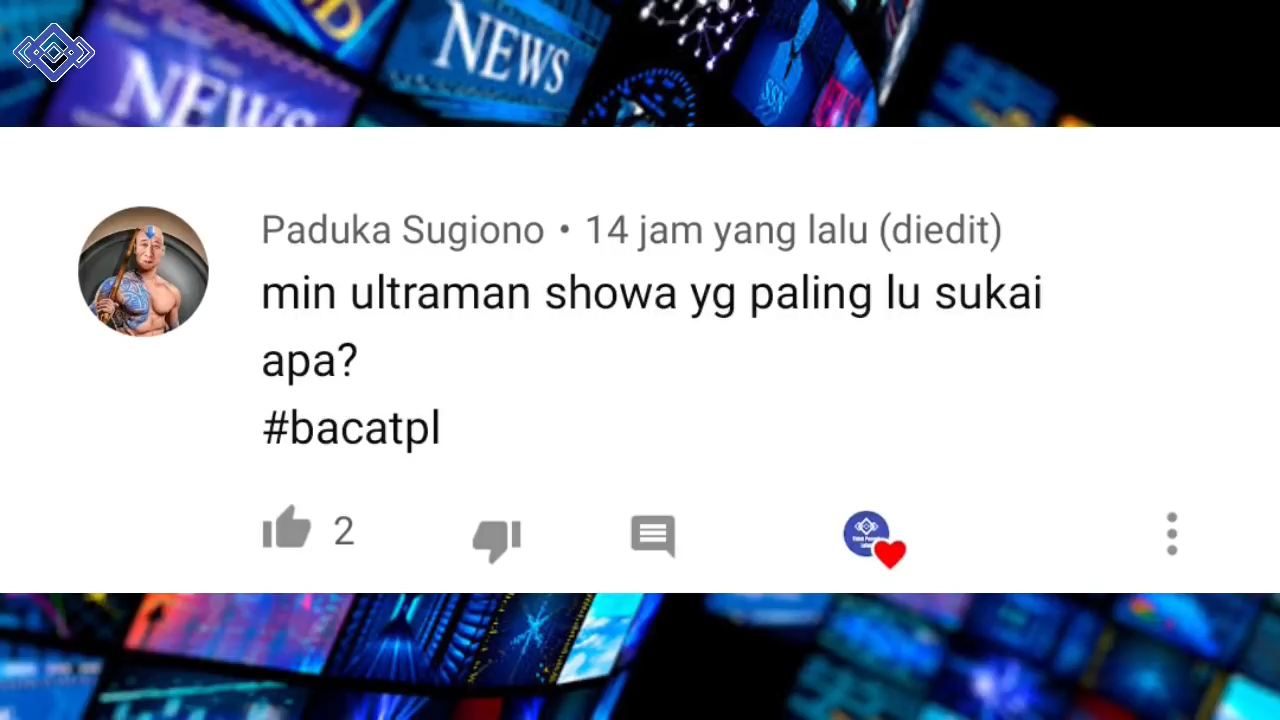 NEWS
NEWS
SSN
Paduka Sugiono • 14 jam yang lalu (diedit)
min ultraman showa yg paling lu sukai
apa?
#bacatpl
2